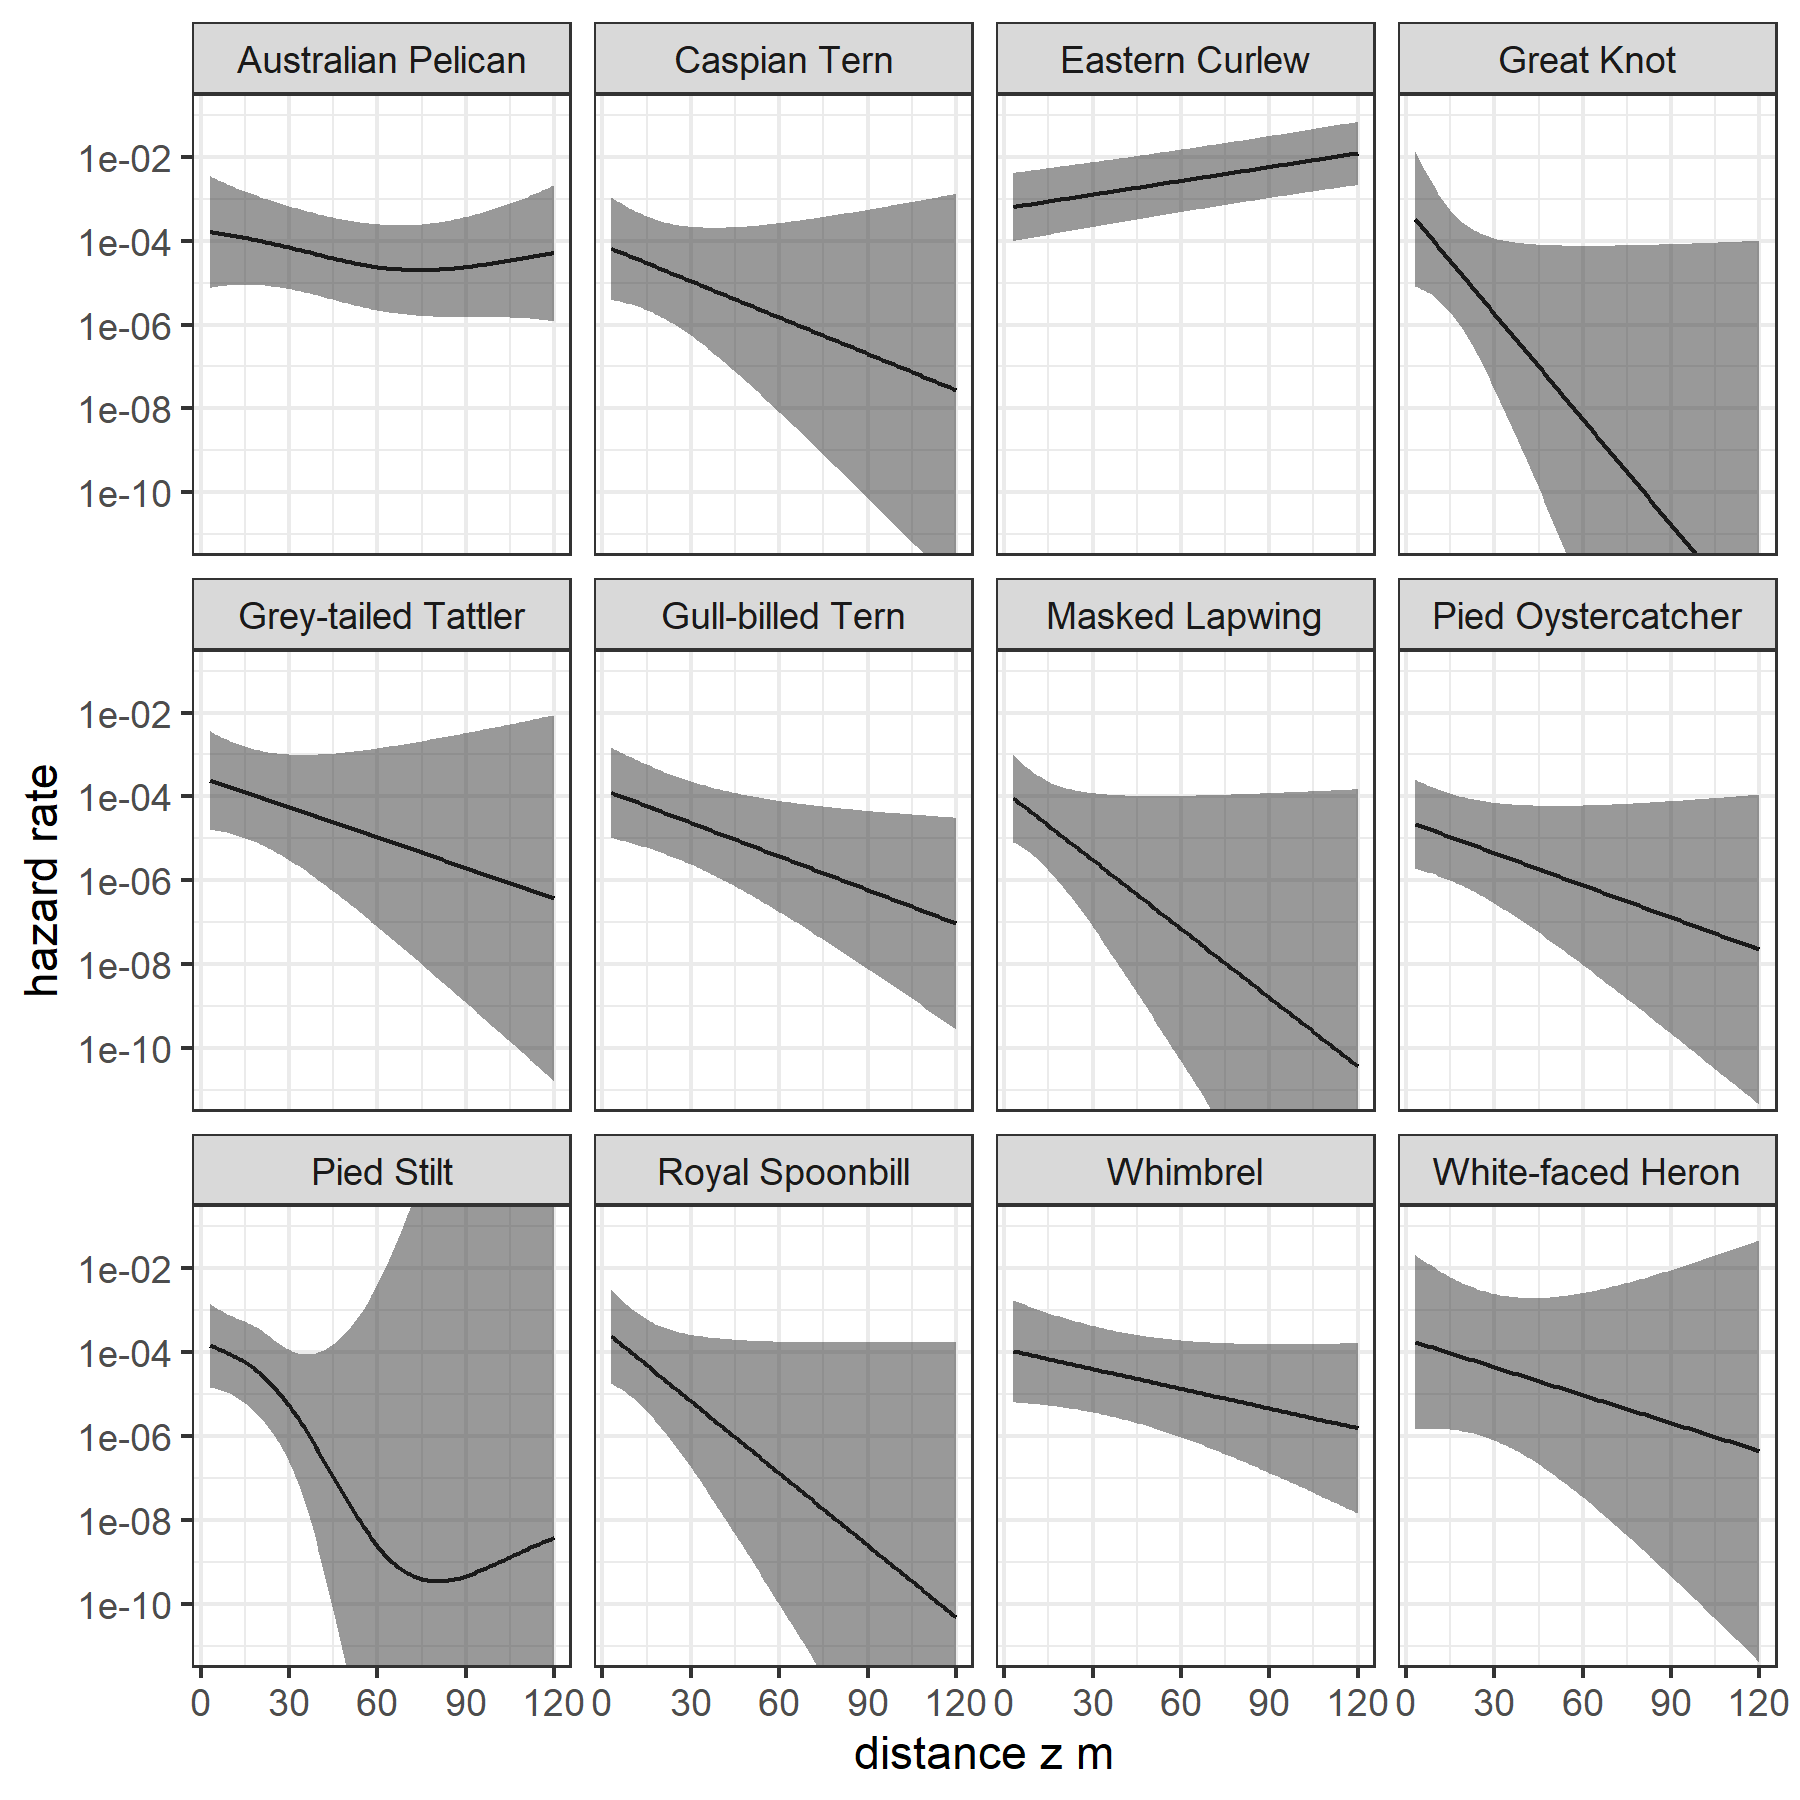 Australian Pelican Caspian Tern Eastern Curlew Great Knot
1e-02
1e-04
1e-06
1e-08
1e-10
Grey-tailed Tattler Gull-billed Tern Masked Lapwing Pied Oystercatcher
1e-02
1e-04
1e-06
1e-08
1e-10
hazard rate
Pied Stilt Royal Spoonbill Whimbrel White-faced Heron
1e-02
1e-04
1e-06
1e-08
1e-10
0 30 60 90 120 0 30 60 90 120 0 30 60 90 120 0 30 60 90 120
distance z m